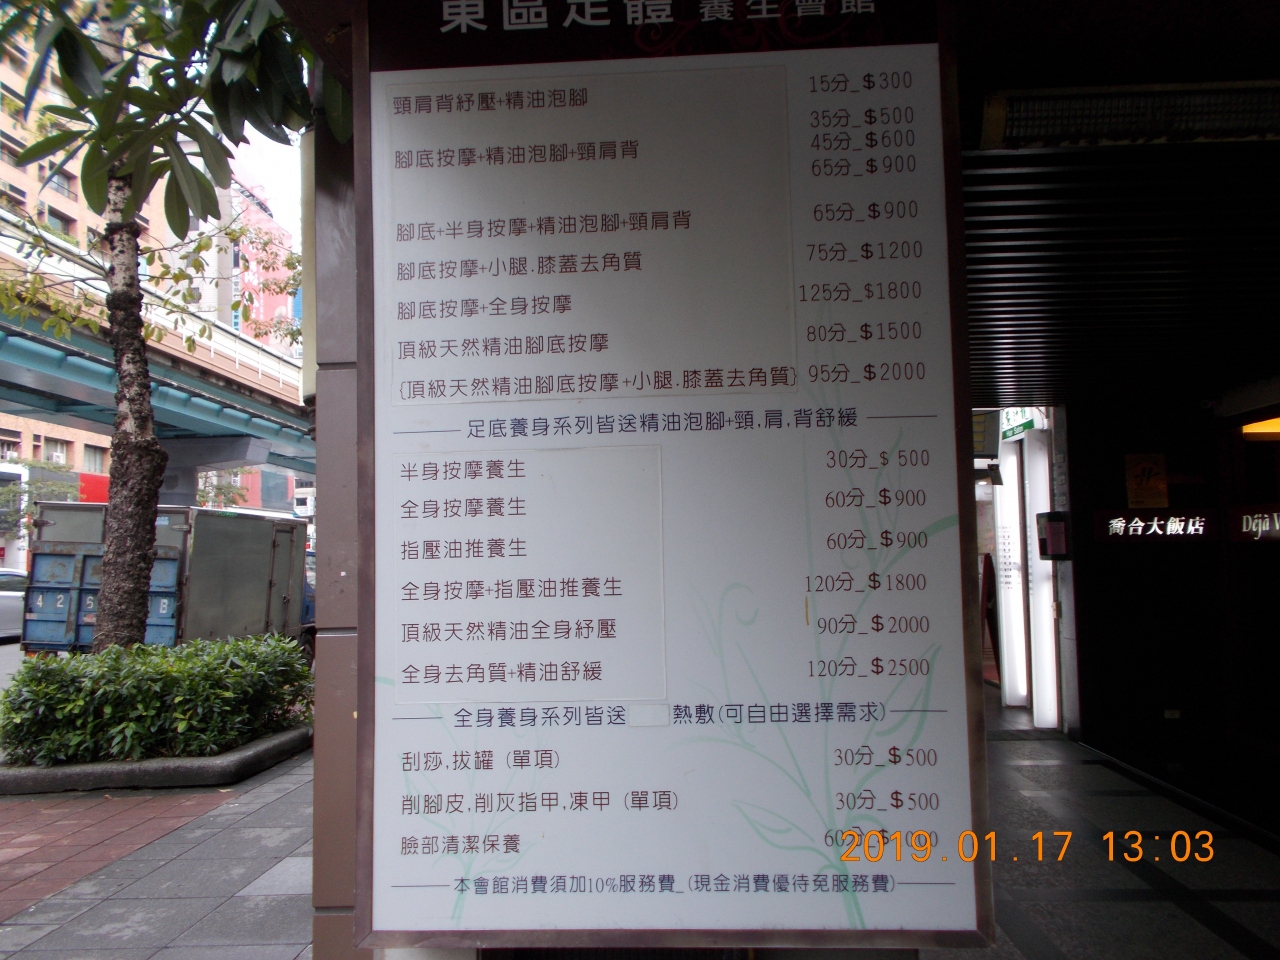 東區足體 養生會館
15分_$300
頸肩背紓壓+精油泡腳
35分_$500
45分_$600
腳底按摩+精油泡腳+頸肩背
65分_$900
腳底+半身按摩+精油泡腳+頸肩背 65分_$900
腳底按摩+小腿.膝蓋去角質 75分_$1200
腳底按摩+全身按摩 125分_$1800
頂級天然精油腳底按摩 80分_$1500
{頂級天然精油腳底按摩+小腿.膝蓋去角質} 95分_$2000
足底養身系列皆送精油泡腳+頸,肩,背舒緩
半身按摩養生 30分_$ 500
全身按摩養生 60分_$900
指壓油推養生 60分_$900
全身按摩+指壓油推養生 120分_$1800
頂級天然精油全身紓壓 90分_$2000
全身去角質+精油舒緩 120分_$2500
全身養身系列皆送 熱敷(可自由選擇需求)
刮痧,拔罐 (單項) 30分_$500
削腳皮,削灰指甲,凍甲 (單項) 30分_$500
臉部清潔保養 60分_$1000
本會館消費須加10%服務費_(現金消費優待免服務費)
喬合大飯店
Déjà V
2019.01.17 13:03